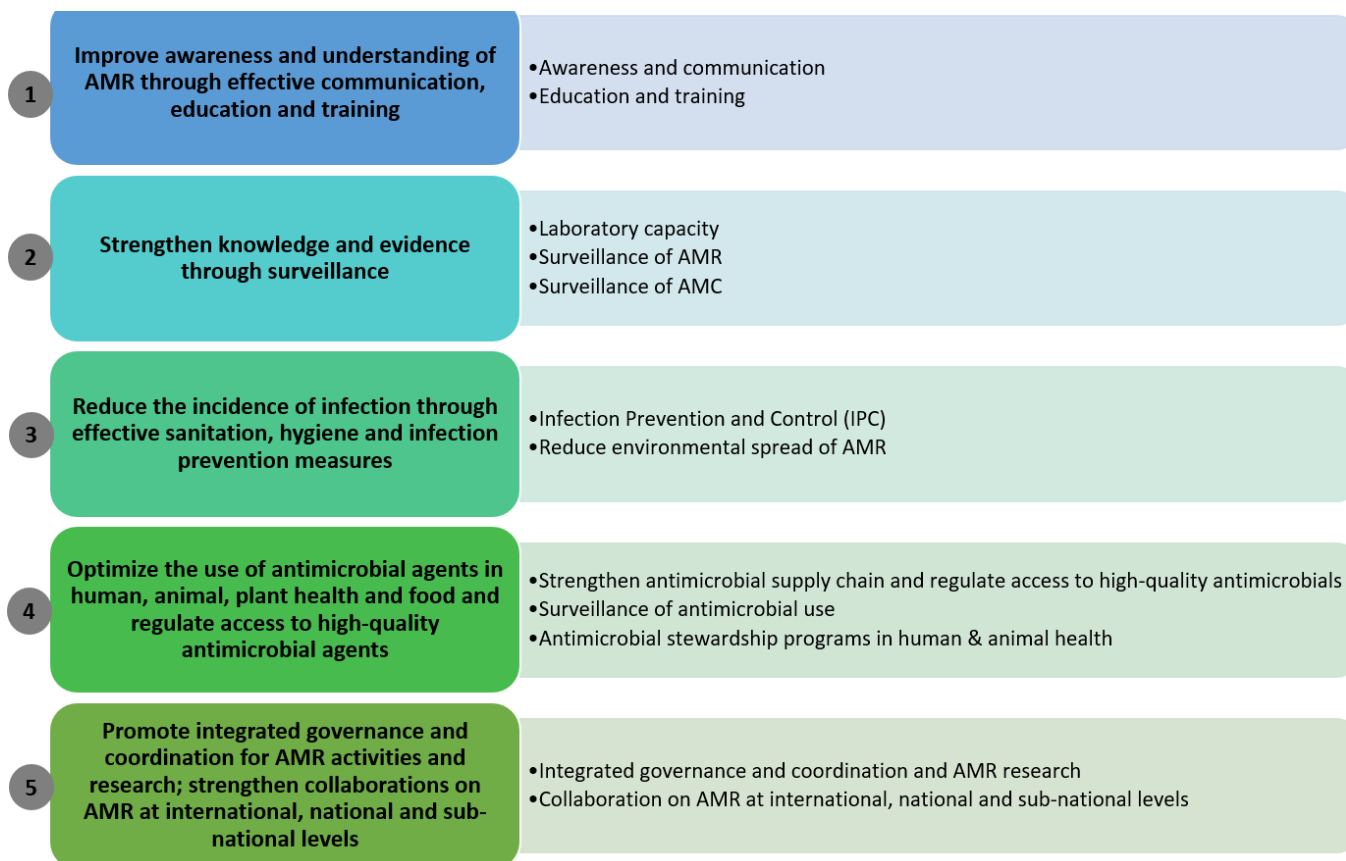 1
Improve awareness and understanding of
AMR through effective communication,
education and training
•Awareness and communication
•Education and training
2
Strengthen knowledge and evidence
through surveillance
•Laboratory capacity
•Surveillance of AMR
•Surveillance of AMC
3
Reduce the incidence of infection through
effective sanitation, hygiene and infection
prevention measures
•Infection Prevention and Control (IPC)
•Reduce environmental spread of AMR
4
Optimize the use of antimicrobial agents in
human, animal, plant health and food and
regulate access to high-quality
antimicrobial agents
•Strengthen antimicrobial supply chain and regulate access to high-quality antimicrobials
•Surveillance of antimicrobial use
•Antimicrobial stewardship programs in human & animal health
5
Promote integrated governance and
coordination for AMR activities and
research; strengthen collaborations on
AMR at international, national and sub-
national levels
•Integrated governance and coordination and AMR research
•Collaboration on AMR at international, national and sub-national levels